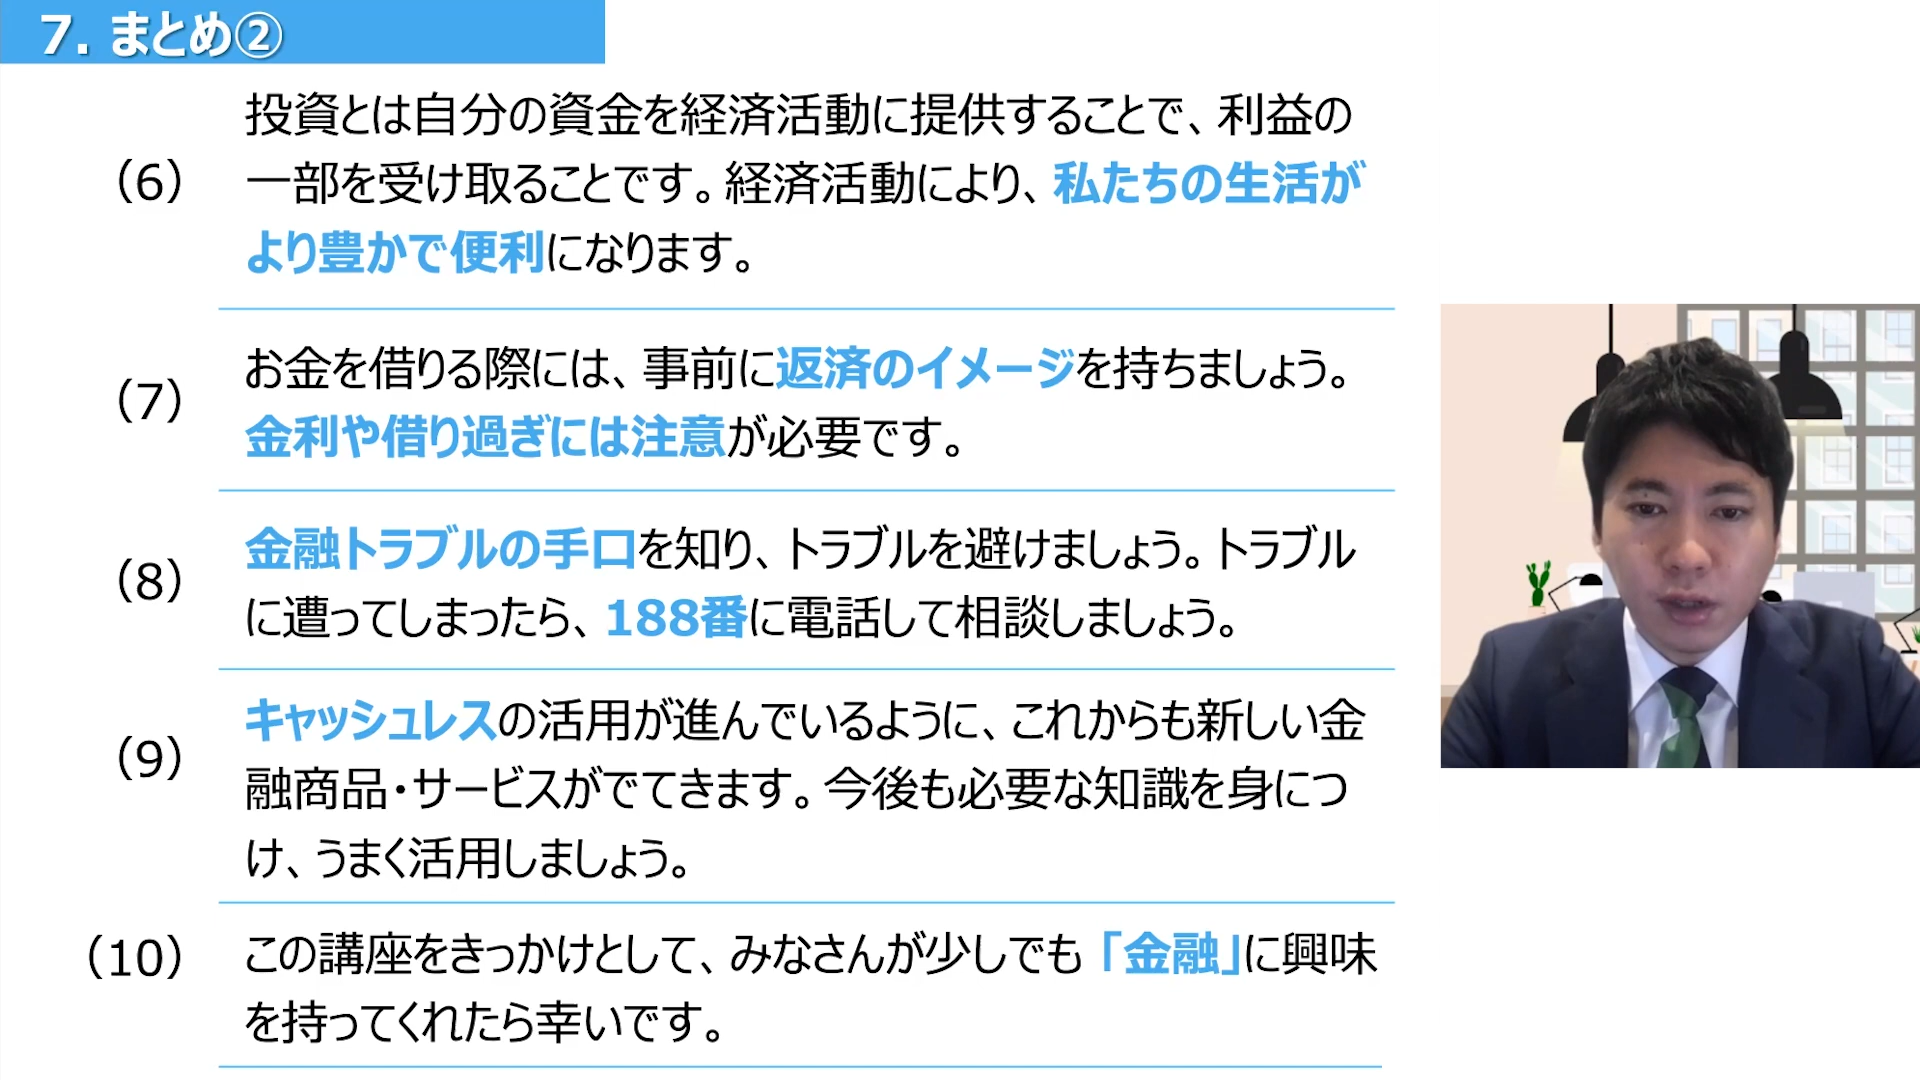 7. まとめ②
(6)
投資とは自分の資金を経済活動に提供することで、利益の
一部を受け取ることです。経済活動により、私たちの生活が
より豊かで便利になります。
(7)
お金を借りる際には、事前に返済のイメージを持ちましょう。
金利や借り過ぎには注意が必要です。
(8)
金融トラブルの手口を知り、トラブルを避けましょう。トラブル
に遭ってしまったら、188番に電話して相談しましょう。
(9)
キャッシュレスの活用が進んでいるように、これからも新しい金
融商品・サービスがでてきます。今後も必要な知識を身につ
け、うまく活用しましょう。
(10)
この講座をきっかけとして、みなさんが少しでも「金融」に興味
を持ってくれたら幸いです。